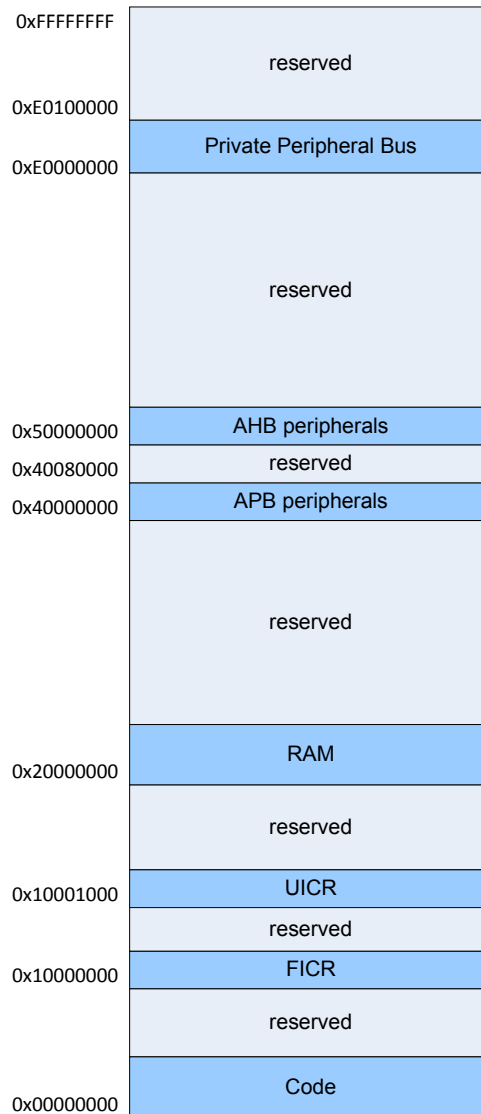 0xFFFFFFFF
reserved
0xE0100000
Private Peripheral Bus
0xE0000000
reserved
AHB peripherals
0x50000000
reserved
0x40080000
APB peripherals
0x40000000
reserved
RAM
0x20000000
reserved
UICR
0x10001000
reserved
FICR
0x10000000
reserved
Code
0x00000000